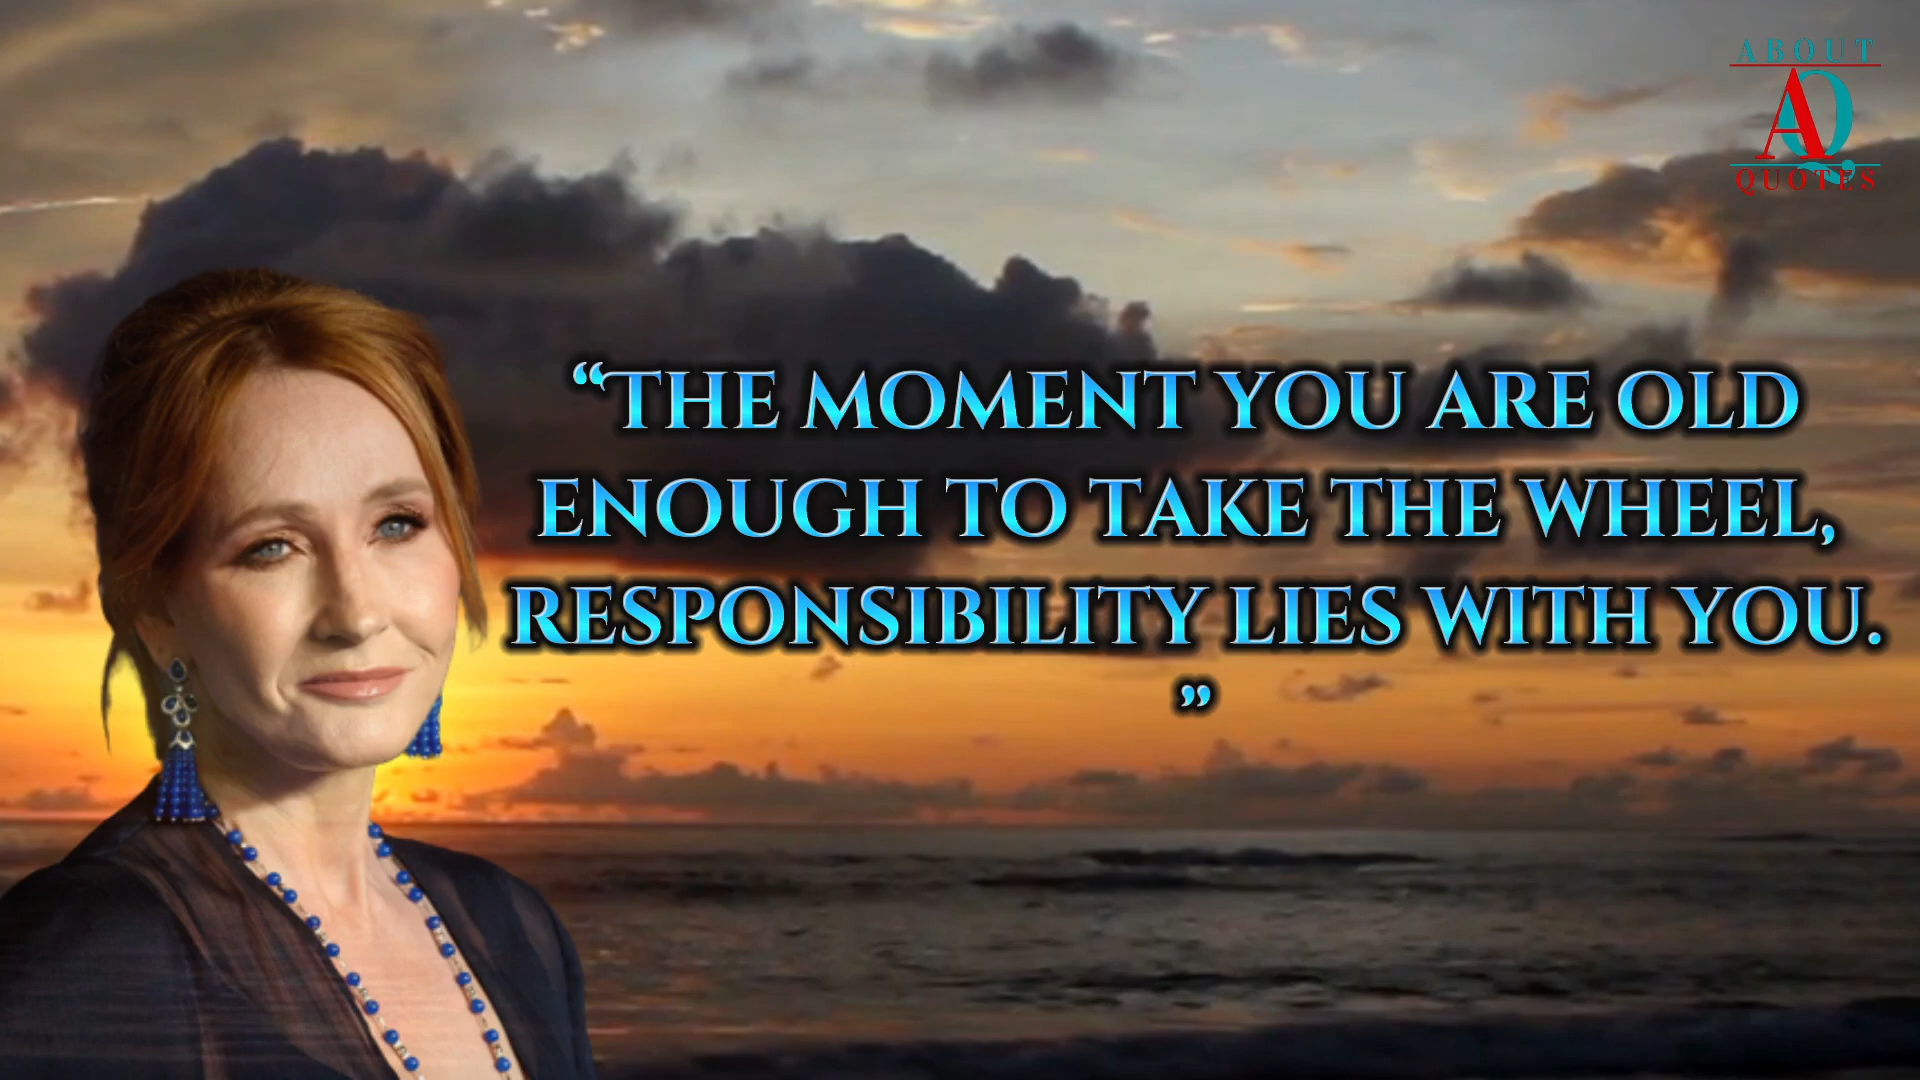 ABOUT
AQ
QUOTES
“THE MOMENT YOU ARE OLD
ENOUGH TO TAKE THE WHEEL,
RESPONSIBILITY LIES WITH YOU.
”